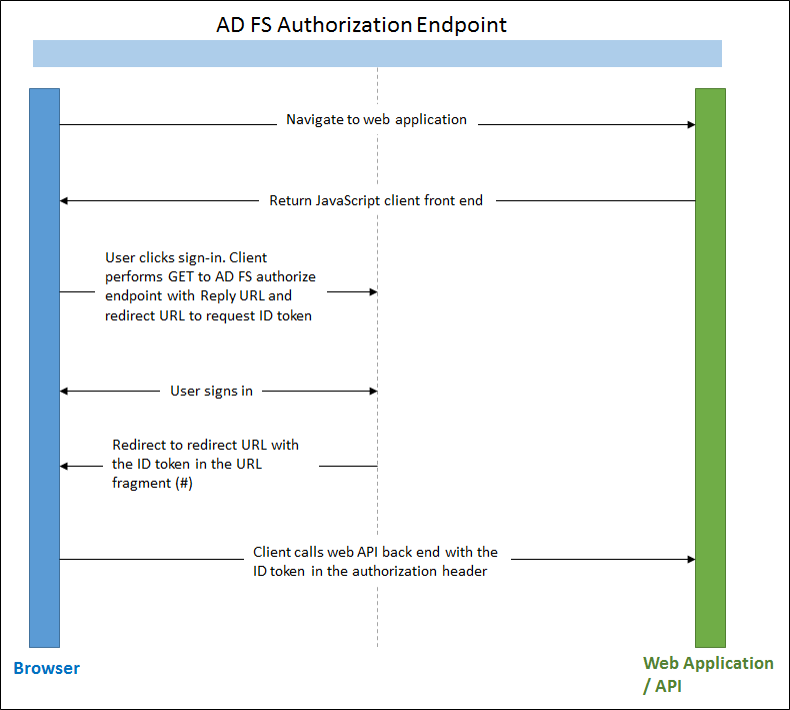 AD FS Authorization Endpoint
Navigate to web application
Return JavaScript client front end
User clicks sign-in. Client
performs GET to AD FS authorize
endpoint with Reply URL and
redirect URL to request ID token
User signs in
Redirect to redirect URL with
the ID token in the URL
fragment (#)
Client calls web API back end with the
ID token in the authorization header
Browser
Web Application
/ API